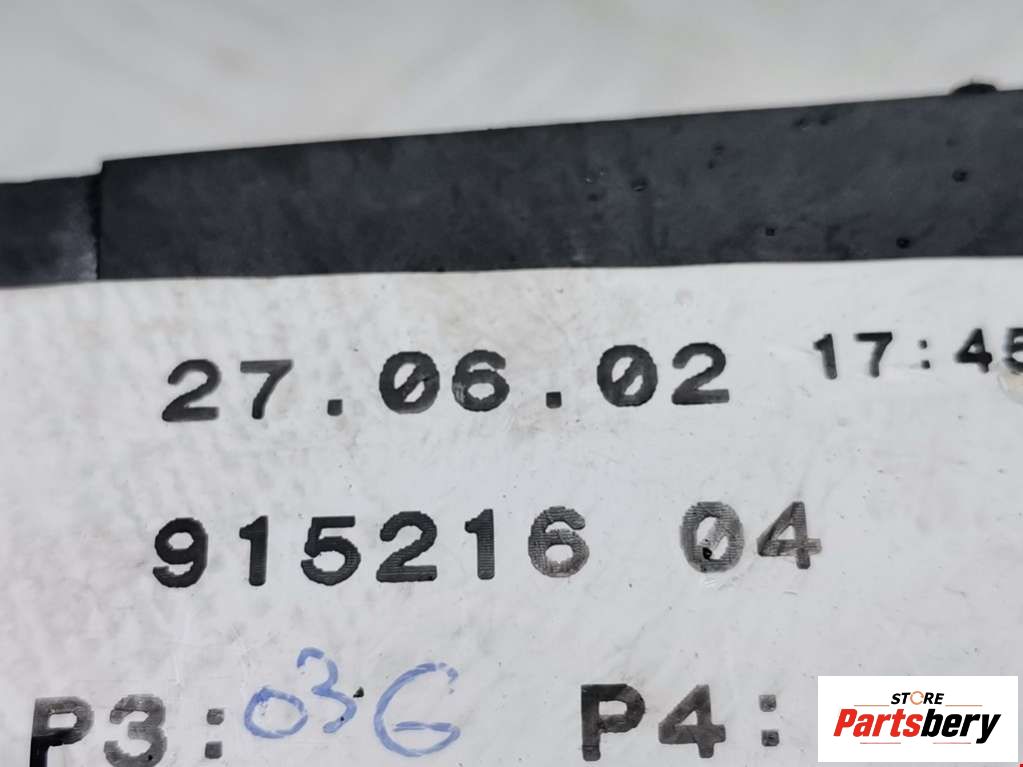 27.06.02 17:45
915216 04
P3: 03G P4:
STORE
Partsbery